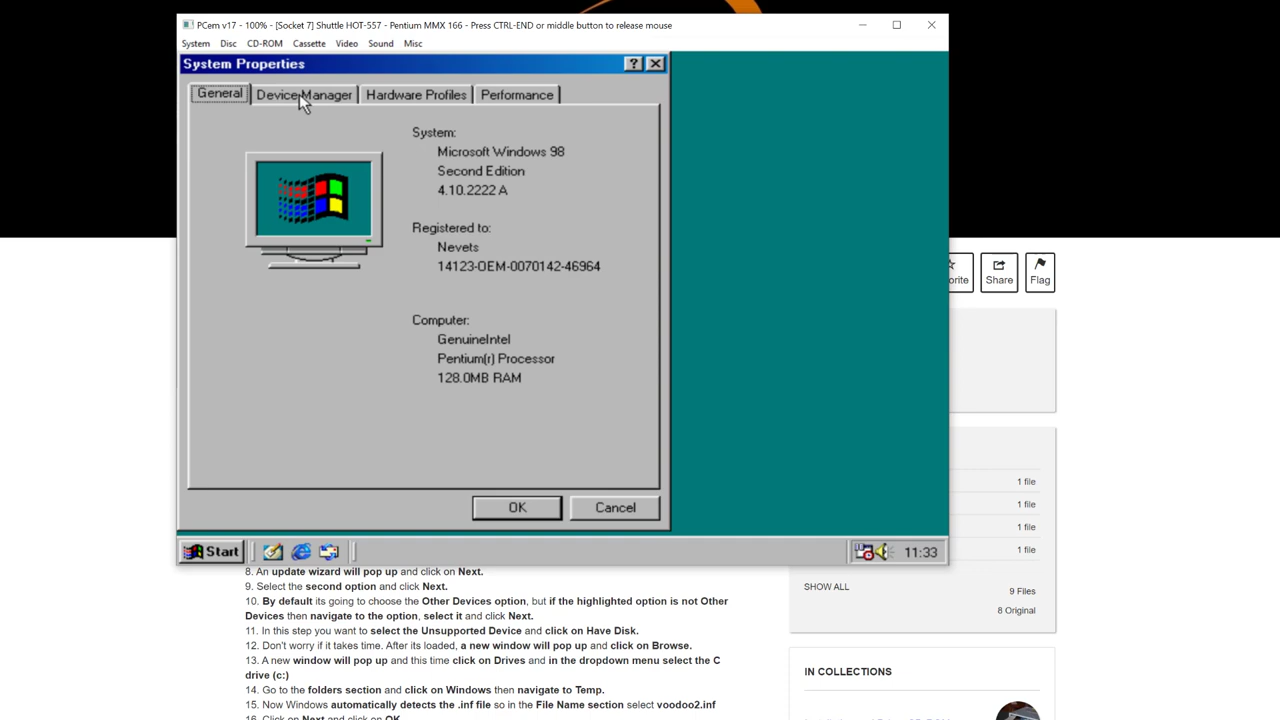 PCem v17 - 100% - [Socket 7] Shuttle HOT-557 - Pentium MMX 166 - Press CTRL-END or middle button to release mouse
System Disc CD-ROM Cassette Video Sound Misc
System Properties
General Device Manager Hardware Profiles Performance
System:
Microsoft Windows 98
Second Edition
4.10.2222 A
Registered to:
Nevets
14123-OEM-0070142-46964
Computer:
GenuineIntel
Pentium(r) Processor
128.0MB RAM
OK Cancel
Start 11:33
Share Flag
1 file
1 file
1 file
1 file
SHOW ALL 9 Files
8 Original
IN COLLECTIONS
8. An update wizard will pop up and click on Next.
9. Select the second option and click Next.
10. By default its going to choose the Other Devices option, but if the highlighted option is not Other
Devices then navigate to the option, select it and click Next.
11. In this step you want to select the Unsupported Device and click on Have Disk.
12. Don't worry if it takes time. After its loaded, a new window will pop up and click on Browse.
13. A new window will pop up and this time click on Drives and in the dropdown menu select the C
drive (c:)
14. Go to the folders section and click on Windows then navigate to Temp.
15. Now Windows automatically detects the .inf file so in the File Name section select voodoo2.inf
16. Click on Next and click on OK.